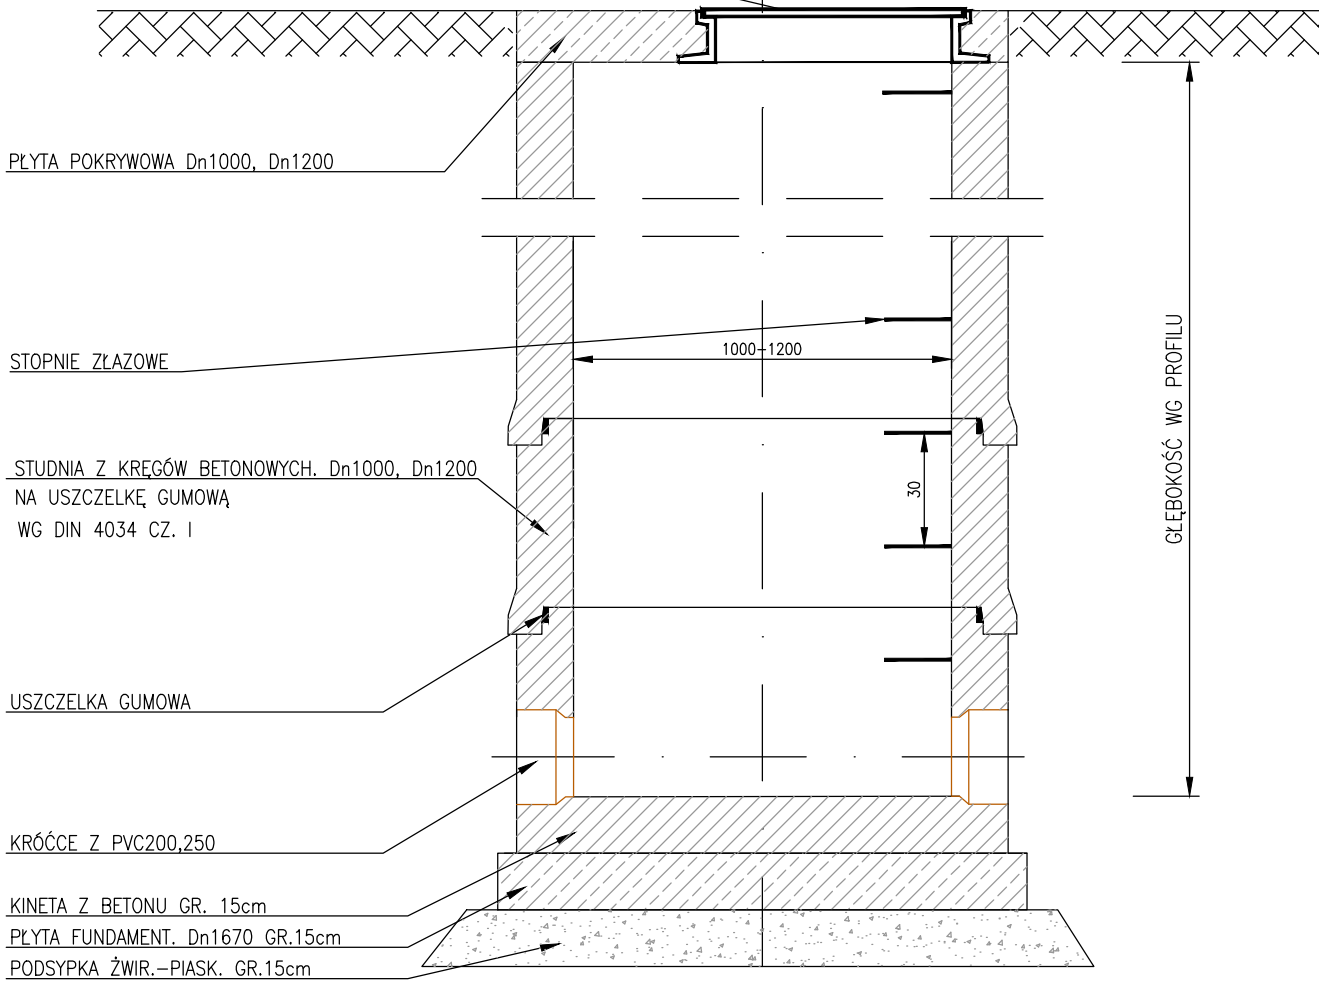 PŁYTA POKRYWOWA Dn1000, Dn1200
STOPNIE ZŁAZOWE
1000-1200
STUDNIA Z KRĘGÓW BETONOWYCH. Dn1000, Dn1200
NA USZCZELKĘ GUMOWĄ
WG DIN 4034 CZ. I
30
GŁĘBOKOŚĆ WG PROFILU
USZCZELKA GUMOWA
KRÓĆCE Z PVC200,250
KINETA Z BETONU GR. 15cm
PŁYTA FUNDAMENT. Dn1670 GR.15cm
PODSYPKA ŻWIR.-PIASK. GR.15cm